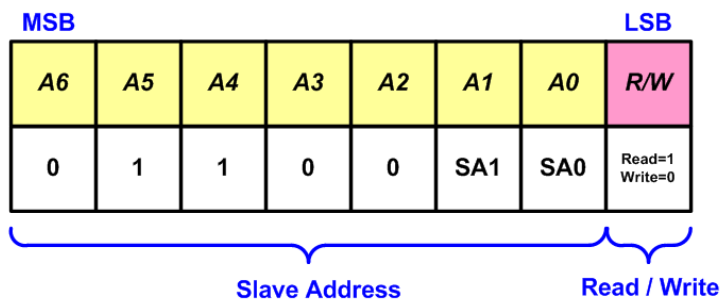 MSB LSB
A6 A5 A4 A3 A2 A1 A0 R/W
0 1 1 0 0 SA1 SA0 Read=1
Write=0
Slave Address Read / Write